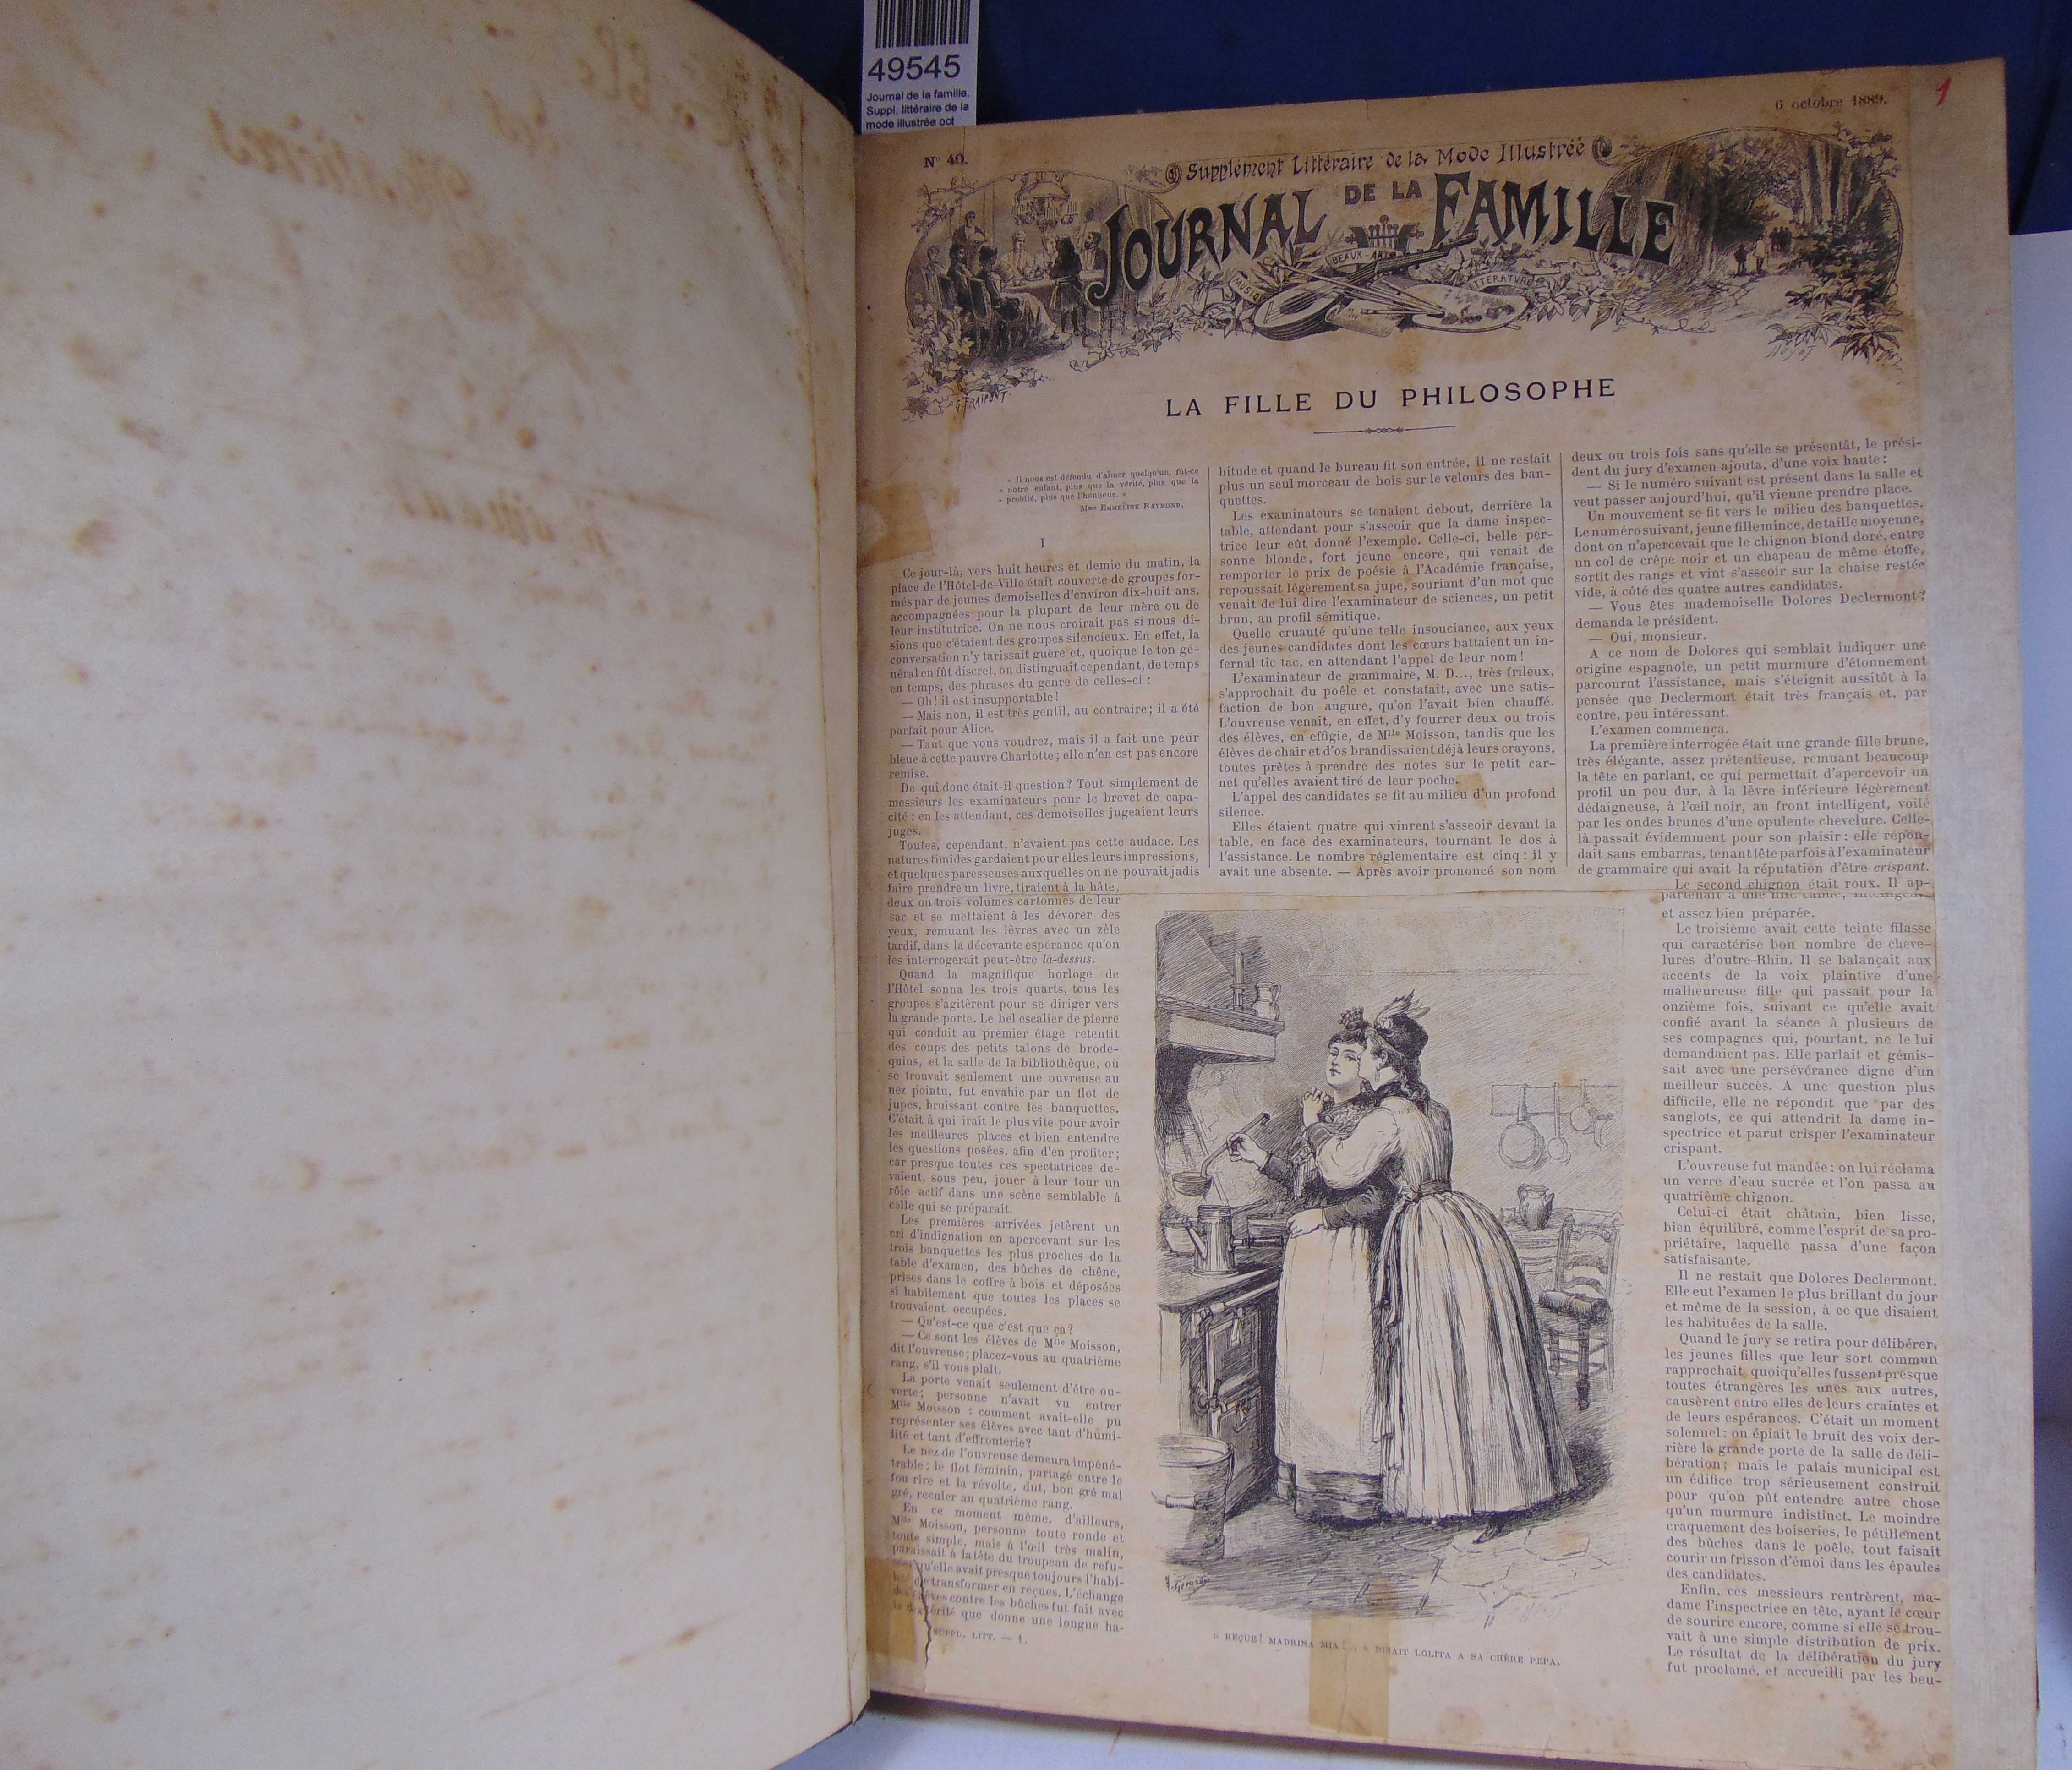 49545
Journal de la famille.
Suppl. littéraire de la
mode illustrée oct
1
N° 40.
6 octobre 1889.
Supplément Littéraire de la Mode Illustrée
JOURNAL DE LA FAMILLE
BEAUX-ARTS
MUSIQUE
LITTÉRATURE
G. FRAIPONT
LA FILLE DU PHILOSOPHE
« Il nous est défendu d'aimer quelqu'un, fût-ce
« notre enfant, plus que la vérité, plus que la
« probité, plus que l'honneur. »
Mme EMMELINE RAYMOND.
I
Ce jour-là, vers huit heures et demie du matin, la
place de l'Hôtel-de-Ville était couverte de groupes for-
més par de jeunes demoiselles d'environ dix-huit ans,
accompagnées pour la plupart de leur mère ou de
leur institutrice. On ne nous croirait pas si nous di-
sions que c'étaient des groupes silencieux. En effet, la
conversation n'y tarissait guère et, quoique le ton gé-
néral en fût discret, on distinguait cependant, de temps
en temps, des phrases du genre de celles-ci :
— Oh! il est insupportable!
— Mais non, il est très gentil, au contraire; il a été
parfait pour Alice.
— Tant que vous voudrez, mais il a fait une peur
bleue à cette pauvre Charlotte; elle n'en est pas encore
remise.
De qui donc était-il question? Tout simplement de
messieurs les examinateurs pour le brevet de capa-
cité : en les attendant, ces demoiselles jugeaient leurs
juges.
Toutes, cependant, n'avaient pas cette audace. Les
natures timides gardaient pour elles leurs impressions,
et quelques paresseuses auxquelles on ne pouvait jadis
faire prendre un livre, tiraient à la hâte,
deux ou trois volumes cartonnés de leur
sac et se mettaient à les dévorer des
yeux, remuant les lèvres avec un zèle
tardif, dans la décevante espérance qu'on
les interrogerait peut-être là-dessus.
Quand la magnifique horloge de
l'Hôtel sonna les trois quarts, tous les
groupes s'agitèrent pour se diriger vers
la grande porte. Le bel escalier de pierre
qui conduit au premier étage retentit
des coups des petits talons de brode-
quins, et la salle de la bibliothèque, où
se trouvait seulement une ouvreuse au
nez pointu, fut envahie par un flot de
jupes, bruissant contre les banquettes.
C'était à qui irait le plus vite pour avoir
les meilleures places et bien entendre
les questions posées, afin d'en profiter;
car presque toutes ces spectatrices de-
vaient, sous peu, jouer à leur tour un
rôle actif dans une scène semblable à
celle qui se préparait.
Les premières arrivées jetèrent un
cri d'indignation en apercevant sur les
trois banquettes les plus proches de la
table d'examen, des bûches de chêne,
prises dans le coffre à bois et déposées
si habilement que toutes les places se
trouvaient occupées.
— Qu'est-ce que c'est que ça?
— Ce sont les élèves de Mlle Moisson,
dit l'ouvreuse; placez-vous au quatrième
rang, s'il vous plaît.
La porte venait seulement d'être ou-
verte; personne n'avait vu entrer
Mlle Moisson : comment avait-elle pu
représenter ses élèves avec tant d'humi-
lité et tant d'effronterie?
Le nez de l'ouvreuse demeura impéné-
trable; le flot féminin, partagé entre le
fou rire et la révolte, dut, bon gré mal
gré, reculer au quatrième rang.
En ce moment même, d'ailleurs,
Mlle Moisson, personne toute ronde et
toute simple, mais à l'œil très malin,
paraissait à la tête du troupeau de refu-
qu'elle avait presque toujours l'habi-
de transformer en reçues. L'échange
des élèves contre les bûches fut fait avec
la dextérité que donne une longue ha-
SUPPL. LITT. — 1.
bitude et quand le bureau fit son entrée, il ne restait
plus un seul morceau de bois sur le velours des ban-
quettes.
Les examinateurs se tenaient debout, derrière la
table, attendant pour s'asseoir que la dame inspec-
trice leur eût donné l'exemple. Celle-ci, belle per-
sonne blonde, fort jeune encore, qui venait de
remporter le prix de poésie à l'Académie française,
repoussait légèrement sa jupe, souriant d'un mot que
venait de lui dire l'examinateur de sciences, un petit
brun, au profil sémitique.
Quelle cruauté qu'une telle insouciance, aux yeux
des jeunes candidates dont les cœurs battaient un in-
fernal tic tac, en attendant l'appel de leur nom!
L'examinateur de grammaire, M. D..., très frileux,
s'approchait du poêle et constatait, avec une satis-
faction de bon augure, qu'on l'avait bien chauffé.
L'ouvreuse venait, en effet, d'y fourrer deux ou trois
des élèves, en effigie, de Mlle Moisson, tandis que les
élèves de chair et d'os brandissaient déjà leurs crayons,
toutes prêtes à prendre des notes sur le petit car-
net qu'elles avaient tiré de leur poche.
L'appel des candidates se fit au milieu d'un profond
silence.
Elles étaient quatre qui vinrent s'asseoir devant la
table, en face des examinateurs, tournant le dos à
l'assistance. Le nombre réglementaire est cinq : il y
avait une absente. — Après avoir prononcé son nom
« REÇUE! MADRINA MIA!... » DISAIT LOLITA A SA CHÈRE PEPA.
deux ou trois fois sans qu'elle se présentât, le prési-
dent du jury d'examen ajouta, d'une voix haute :
— Si le numéro suivant est présent dans la salle et
veut passer aujourd'hui, qu'il vienne prendre place.
Un mouvement se fit vers le milieu des banquettes.
Le numéro suivant, jeune fille mince, de taille moyenne,
dont on n'apercevait que le chignon blond doré, entre
un col de crêpe noir et un chapeau de même étoffe,
sortit des rangs et vint s'asseoir sur la chaise restée
vide, à côté des quatre autres candidates.
— Vous êtes mademoiselle Dolores Declermont?
demanda le président.
— Oui, monsieur.
A ce nom de Dolores qui semblait indiquer une
origine espagnole, un petit murmure d'étonnement
parcourut l'assistance, mais s'éteignit aussitôt à la
pensée que Declermont était très français et, par
contre, peu intéressant.
L'examen commença.
La première interrogée était une grande fille brune,
très élégante, assez prétentieuse, remuant beaucoup
la tête en parlant, ce qui permettait d'apercevoir un
profil un peu dur, à la lèvre inférieure légèrement
dédaigneuse, à l'œil noir, au front intelligent, voilé
par les ondes brunes d'une opulente chevelure. Celle-
là passait évidemment pour son plaisir : elle répon-
dait sans embarras, tenant tête parfois à l'examinateur
de grammaire qui avait la réputation d'être crispant.
Le second chignon était roux. Il ap-
partenait à une fille
et assez bien préparée.
Le troisième avait cette teinte filasse
qui caractérise bon nombre de cheve-
lures d'outre-Rhin. Il se balançait aux
accents de la voix plaintive d'une
malheureuse fille qui passait pour la
onzième fois, suivant ce qu'elle avait
confié avant la séance à plusieurs de
ses compagnes qui, pourtant, ne le lui
demandaient pas. Elle parlait et gémis-
sait avec une persévérance digne d'un
meilleur succès. A une question plus
difficile, elle ne répondit que par des
sanglots, ce qui attendrit la dame in-
spectrice et parut crisper l'examinateur
crispant.
L'ouvreuse fut mandée : on lui réclama
un verre d'eau sucrée et l'on passa au
quatrième chignon.
Celui-ci était châtain, bien lisse,
bien équilibré, comme l'esprit de sa pro-
priétaire, laquelle passa d'une façon
satisfaisante.
Il ne restait que Dolores Declermont.
Elle eut l'examen le plus brillant du jour
et même de la session, à ce que disaient
les habituées de la salle.
Quand le jury se retira pour délibérer,
les jeunes filles que leur sort commun
rapprochait, quoiqu'elles fussent presque
toutes étrangères les unes aux autres,
causèrent entre elles de leurs craintes et
de leurs espérances. C'était un moment
solennel : on épiait le bruit des voix der-
rière la grande porte de la salle de déli-
bération; mais le palais municipal est
un édifice trop sérieusement construit
pour qu'on pût entendre autre chose
qu'un murmure indistinct. Le moindre
craquement des boiseries, le pétillement
des bûches dans le poêle, tout faisait
courir un frisson d'émoi dans les épaules
des candidates.
Enfin, ces messieurs rentrèrent, ma-
dame l'inspectrice en tête, ayant le cœur
de sourire encore, comme si elle se trou-
vait à une simple distribution de prix.
Le résultat de la délibération du jury
fut proclamé, et accueilli par les beu-